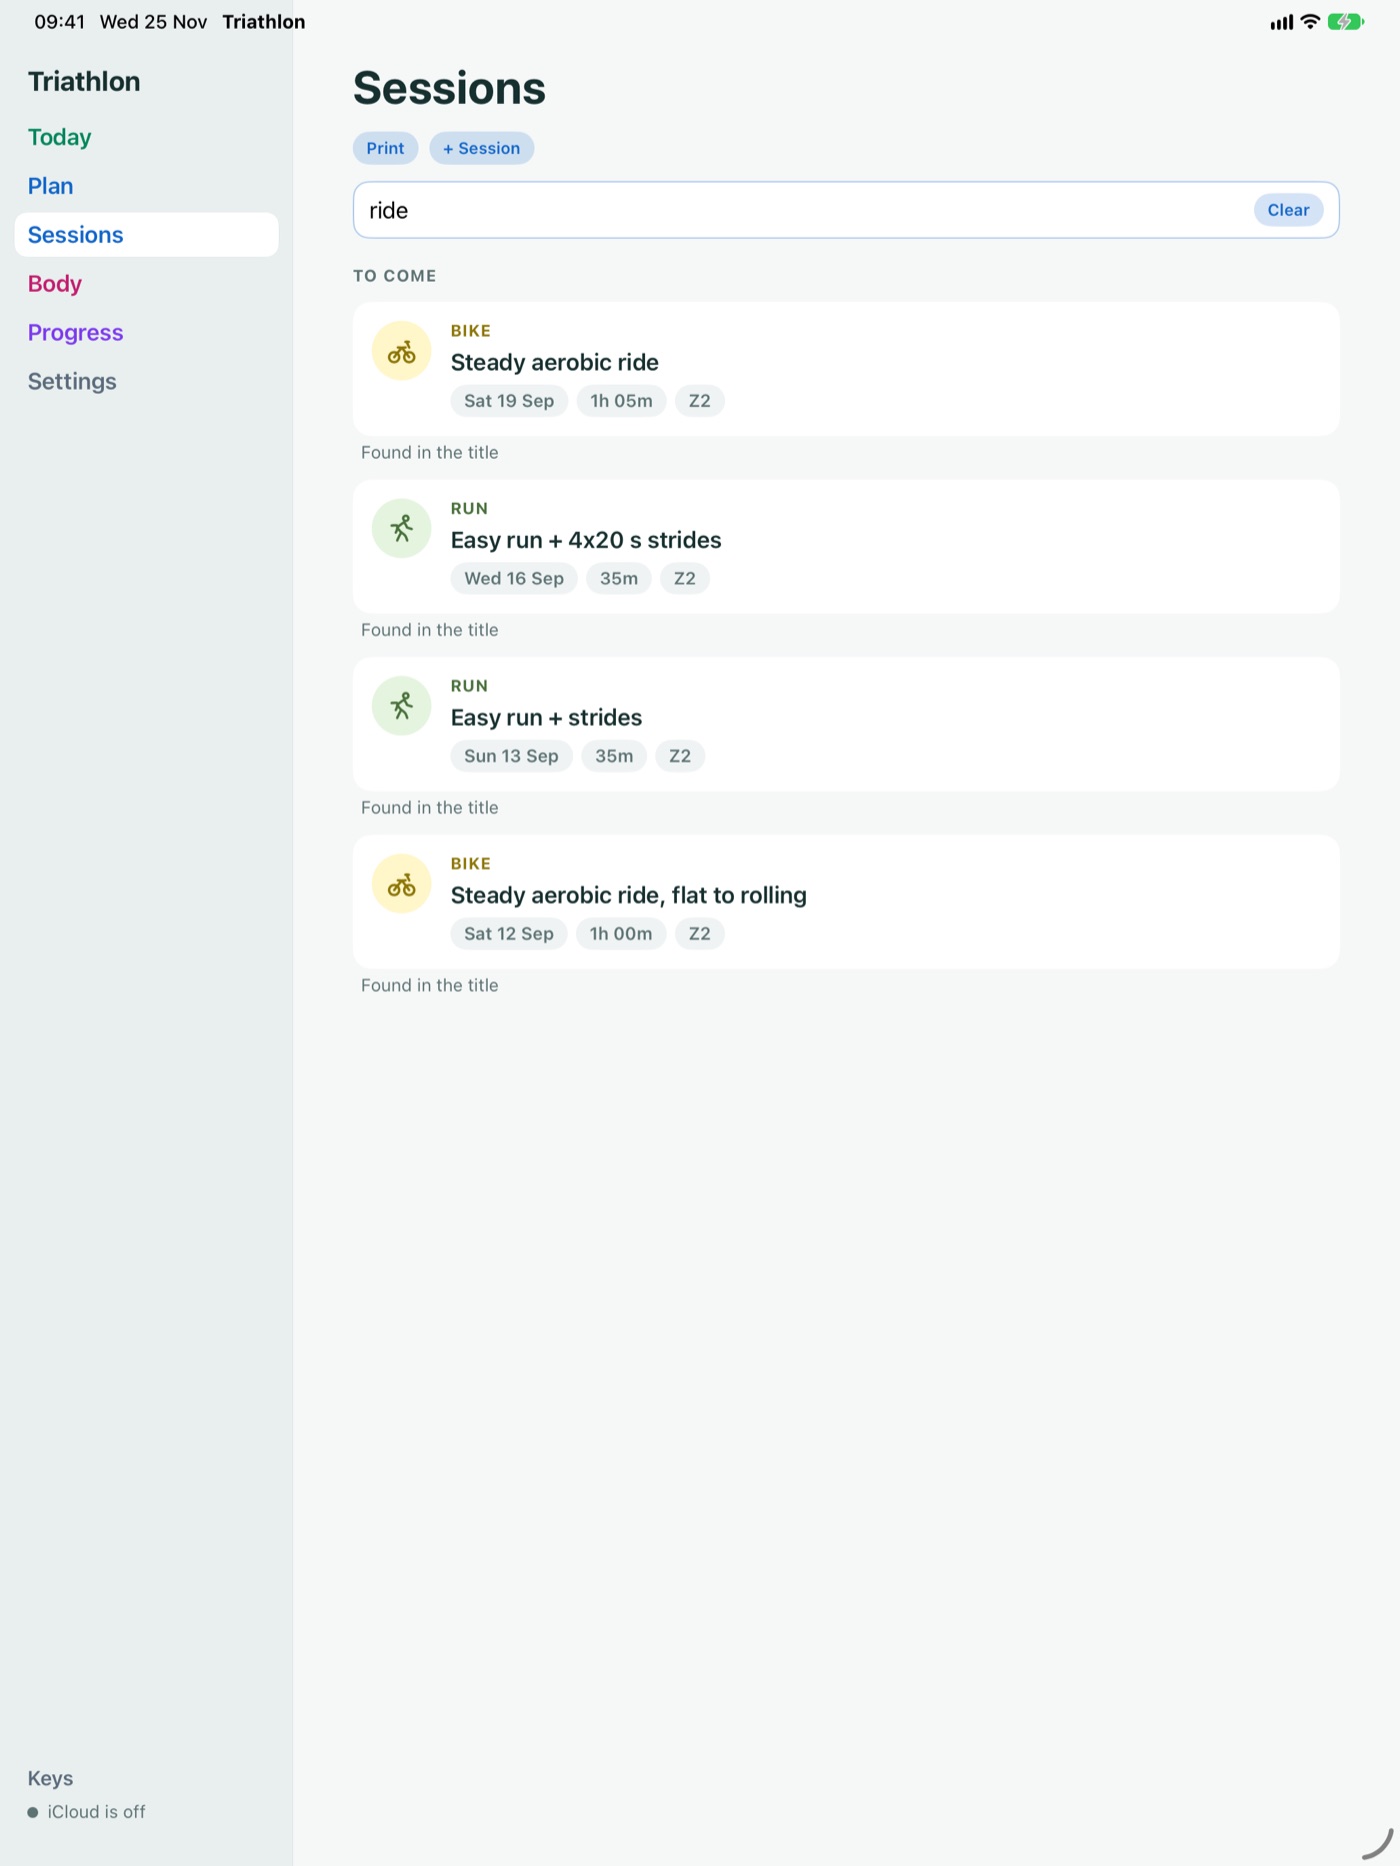 09:41 Wed 25 Nov Triathlon
Triathlon
Today
Plan
Sessions
Body
Progress
Settings
Keys
iCloud is off
Sessions
Print
+ Session
ride
Clear
TO COME
BIKE
Steady aerobic ride
Sat 19 Sep 1h 05m Z2
Found in the title
RUN
Easy run + 4x20 s strides
Wed 16 Sep 35m Z2
Found in the title
RUN
Easy run + strides
Sun 13 Sep 35m Z2
Found in the title
BIKE
Steady aerobic ride, flat to rolling
Sat 12 Sep 1h 00m Z2
Found in the title